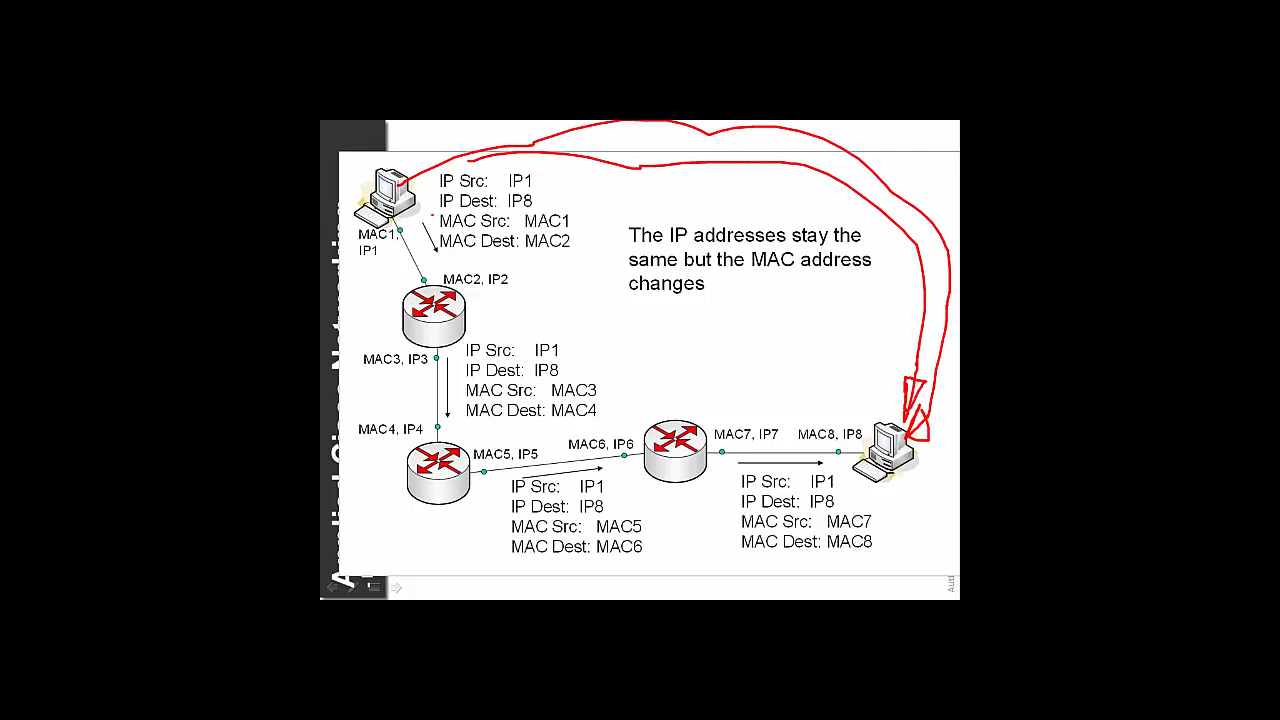 IP Src: IP1
IP Dest: IP8
MAC Src: MAC1
MAC Dest: MAC2
MAC1,
IP1
The IP addresses stay the
same but the MAC address
changes
MAC2, IP2
MAC3, IP3
IP Src: IP1
IP Dest: IP8
MAC Src: MAC3
MAC Dest: MAC4
MAC4, IP4
MAC5, IP5
MAC6, IP6
MAC7, IP7
MAC8, IP8
IP Src: IP1
IP Dest: IP8
MAC Src: MAC5
MAC Dest: MAC6
IP Src: IP1
IP Dest: IP8
MAC Src: MAC7
MAC Dest: MAC8